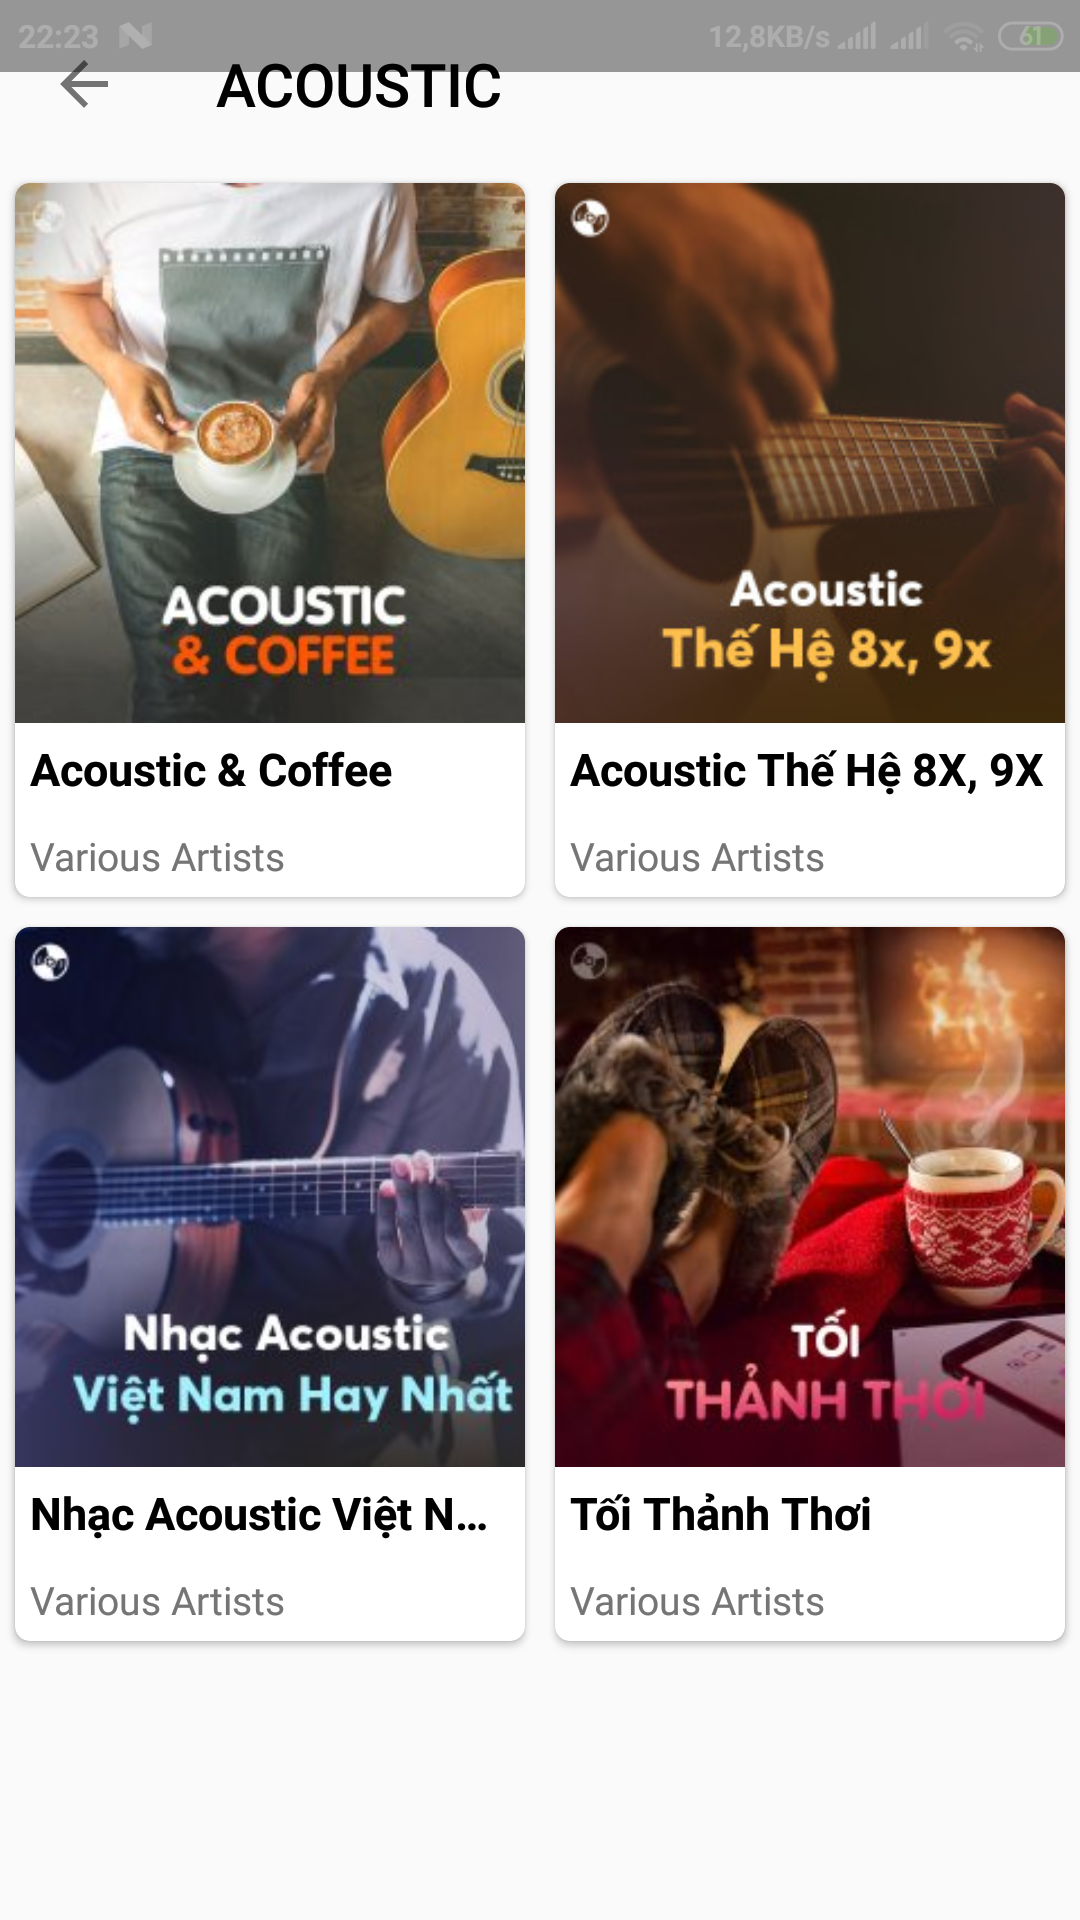 22:23
12,8KB/s
61
ACOUSTIC
ACOUSTIC
& COFFEE
Acoustic
Thế Hệ 8x, 9x
Acoustic & Coffee
Various Artists
Acoustic Thế Hệ 8X, 9X
Various Artists
Nhạc Acoustic
Việt Nam Hay Nhất
TỐI
THẢNH THƠI
Nhạc Acoustic Việt N...
Various Artists
Tối Thảnh Thơi
Various Artists